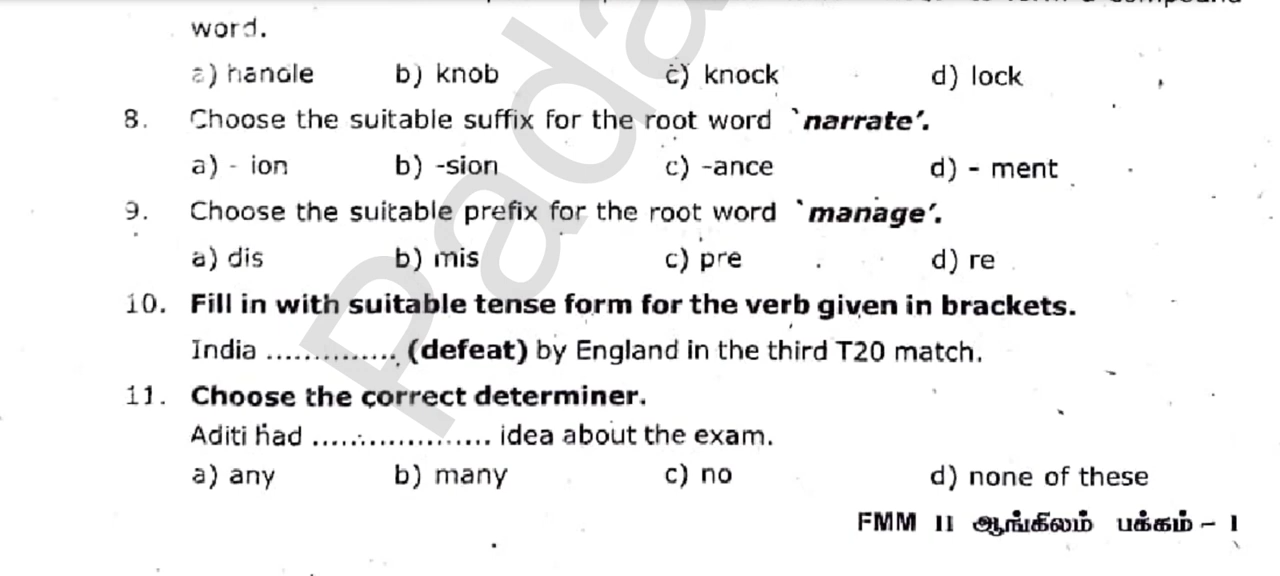 word.
a) handle b) knob c) knock d) lock
8. Choose the suitable suffix for the root word `narrate'.
a) - ion b) -sion c) -ance d) - ment
9. Choose the suitable prefix for the root word `manage'.
a) dis b) mis c) pre d) re
10. Fill in with suitable tense form for the verb given in brackets.
India .............. (defeat) by England in the third T20 match.
11. Choose the correct determiner.
Aditi had ................... idea about the exam.
a) any b) many c) no d) none of these
FMM 11 ஆங்கிலம் பக்கம் - 1